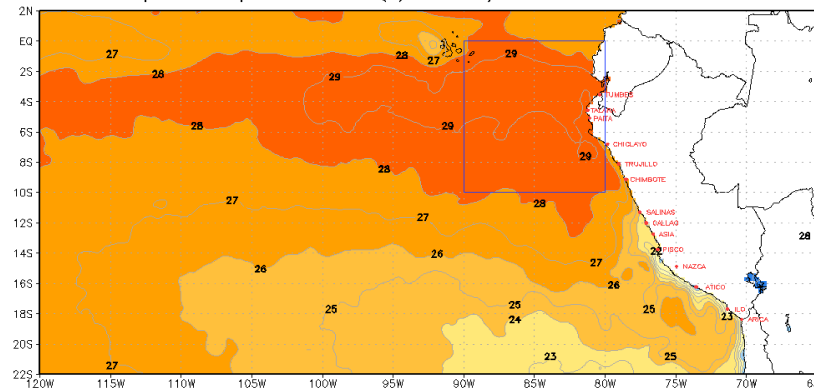 2N
EQ
27 28 27 29
2S
28 29
TUMBES
4S
TALARA
PAITA
28 29
6S
CHICLAYO
29
8S
28
TRUJILLO
CHIMBOTE
10S
27 28
SALINAS
12S
27
CALLAO
ASIA
28
14S
26 22 PISCO
26 27
NAZCA
16S
26 ATICO
25 25 25
18S
24 23 ILO
ARICA
20S
27 23 25
22S
120W 115W 110W 105W 100W 95W 90W 85W 80W 75W 70W